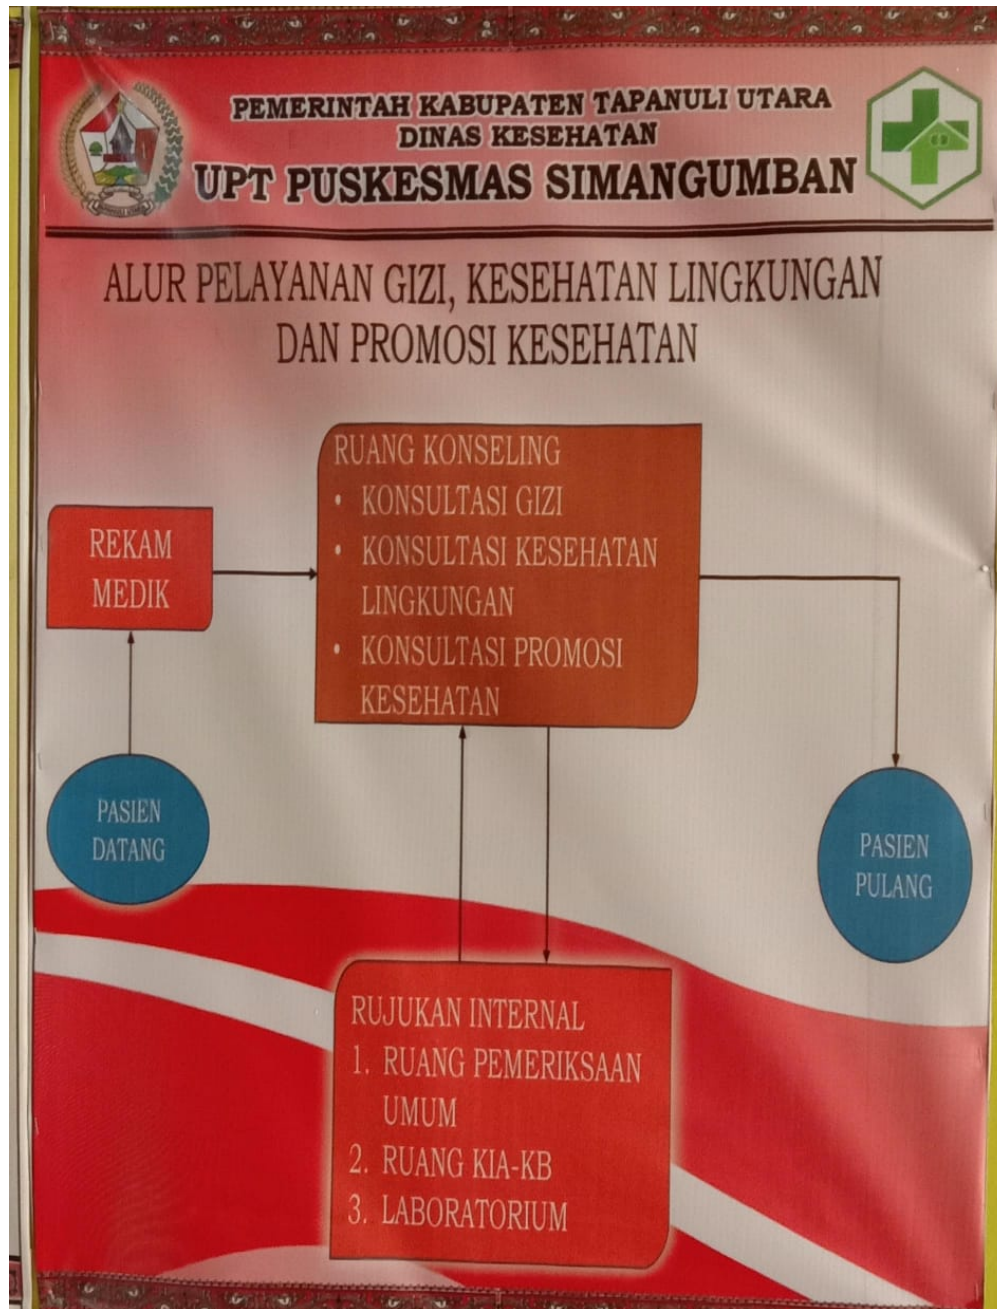 PEMERINTAH KABUPATEN TAPANULI UTARA
DINAS KESEHATAN
UPT PUSKESMAS SIMANGUMBAN
ALUR PELAYANAN GIZI, KESEHATAN LINGKUNGAN
DAN PROMOSI KESEHATAN
RUANG KONSELING
• KONSULTASI GIZI
• KONSULTASI KESEHATAN
LINGKUNGAN
• KONSULTASI PROMOSI
KESEHATAN
REKAM
MEDIK
PASIEN
DATANG
PASIEN
PULANG
RUJUKAN INTERNAL
1. RUANG PEMERIKSAAN
UMUM
2. RUANG KIA-KB
3. LABORATORIUM